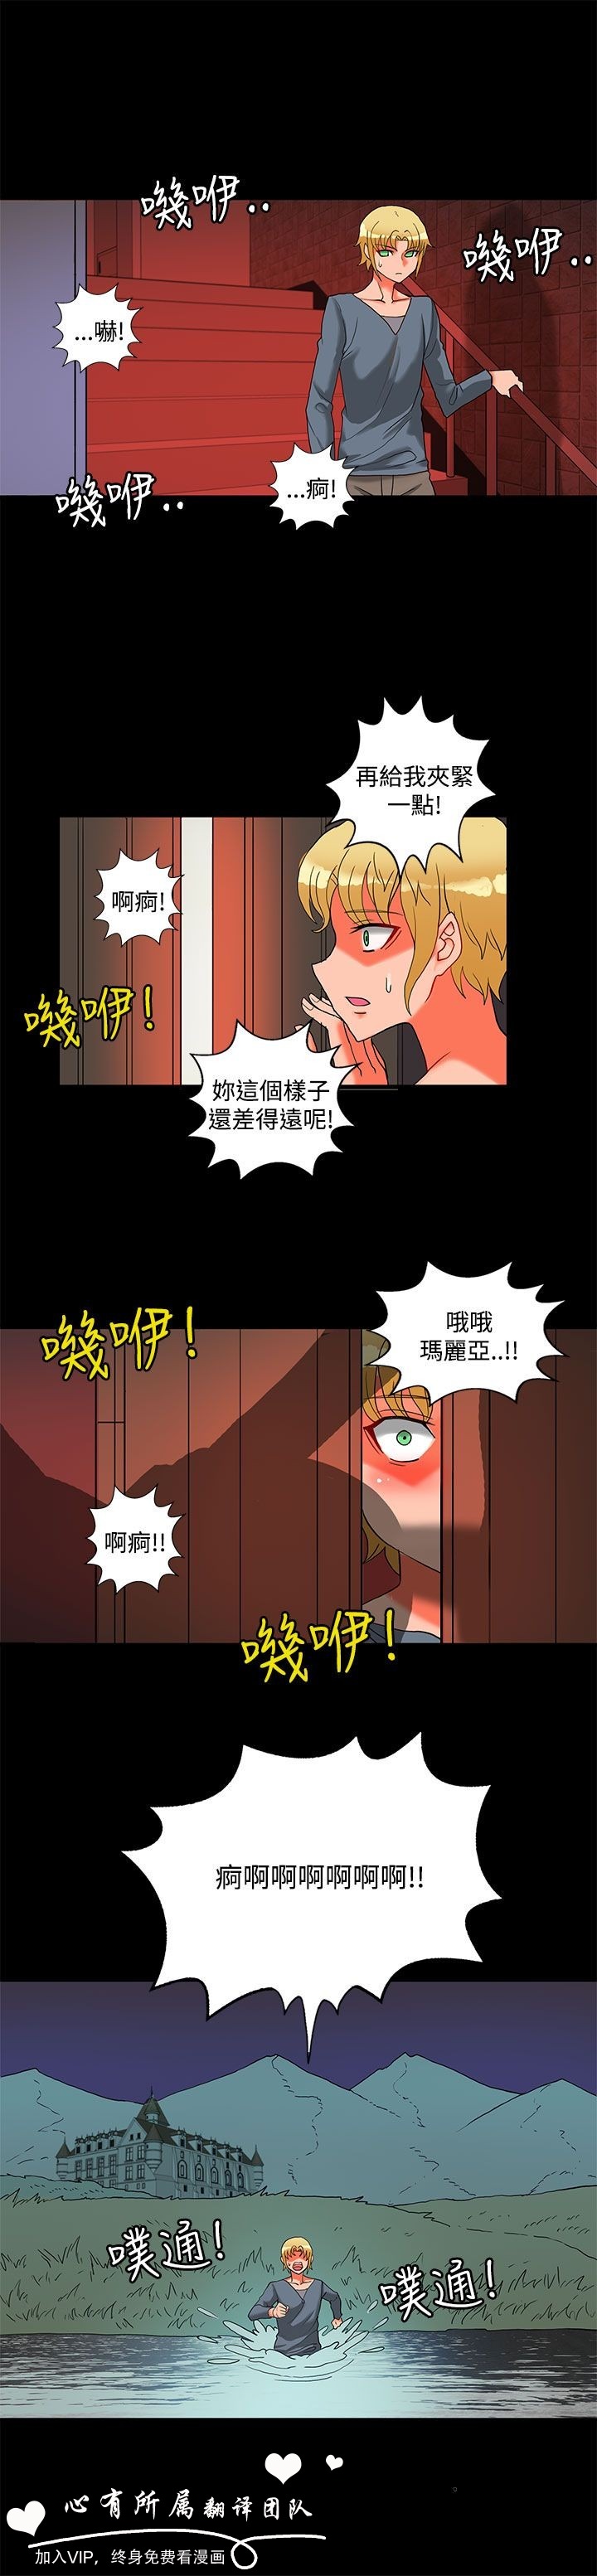 嘰咿..
嘰咿..
...嚇!
...痾!
嘰咿..
再給我夾緊
一點!
啊痾!
嘰咿!
妳這個樣子
還差得遠呢!
哦哦
瑪麗亞..!!
嘰咿!
啊痾!!
嘰咿!
痾啊啊啊啊啊啊!!
噗通!
噗通!
心有所属翻译团队
加入VIP，终身免费看漫画